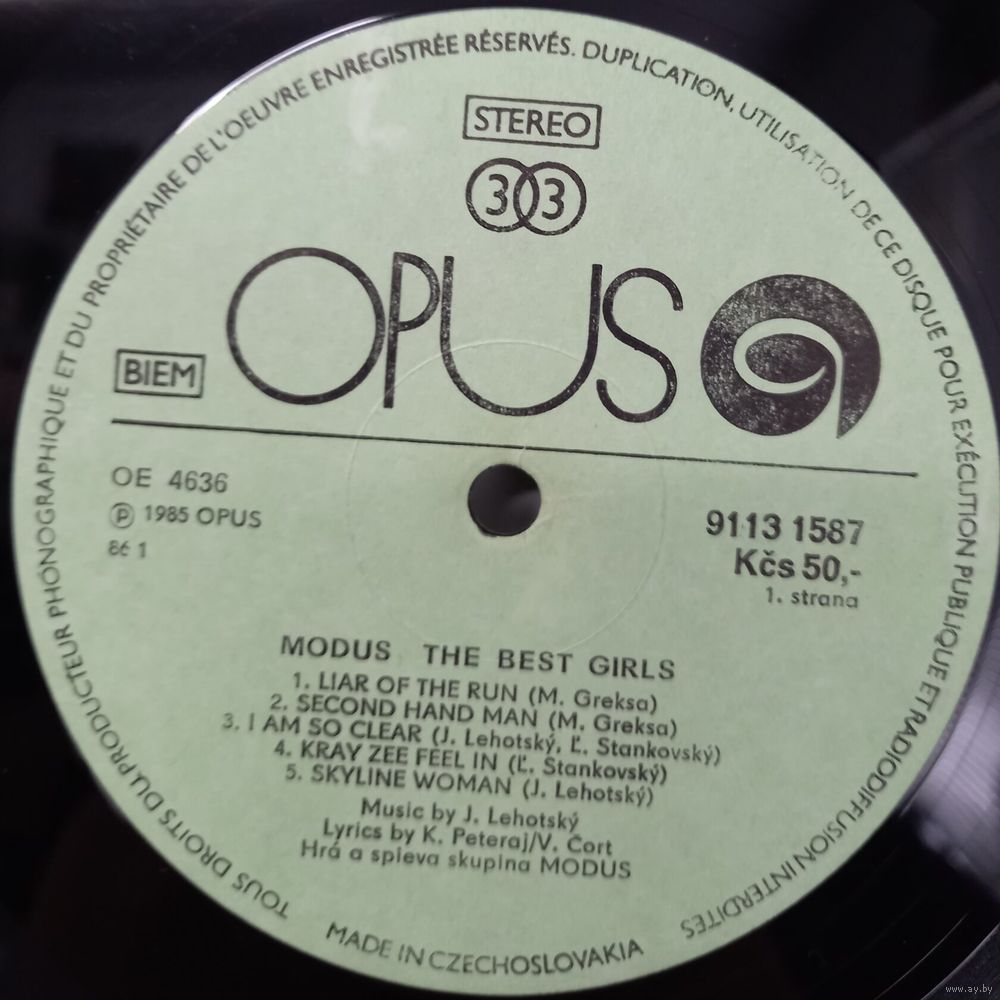 TOUS DROITS DU PRODUCTEUR PHONOGRAPHIQUE ET DU PROPRIÉTAIRE DE L'OEUVRE ENREGISTRÉE RÉSERVÉS. DUPLICATION, UTILISATION DE CE DISQUE POUR EXÉCUTION PUBLIQUE ET RADIODIFFUSION INTERDITES
STEREO
33
OPUS
BIEM
OE 4636
Ⓟ 1985 OPUS
86 1
9113 1587
Kčs 50,-
1. strana
MODUS THE BEST GIRLS
1. LIAR OF THE RUN (M. Greksa)
2. SECOND HAND MAN (M. Greksa)
3. I AM SO CLEAR (J. Lehotský, Ľ. Stankovský)
4. KRAY ZEE FEEL IN (Ľ. Stankovský)
5. SKYLINE WOMAN (J. Lehotský)
Music by J. Lehotský
Lyrics by K. Peteraj/V. Čort
Hrá a spieva skupina MODUS
MADE IN CZECHOSLOVAKIA
www.ay.by